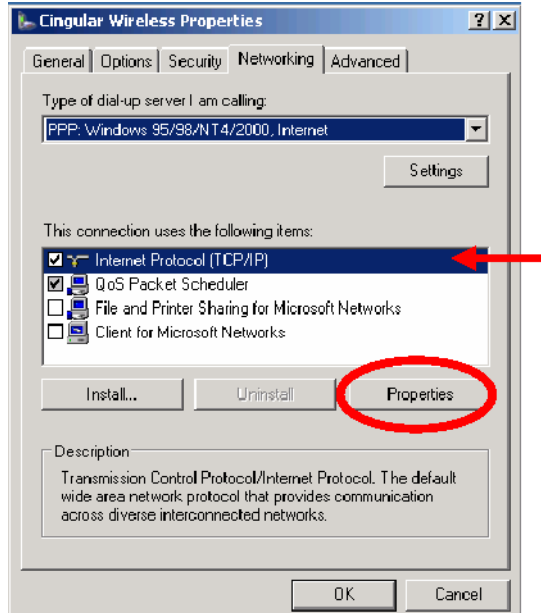 Cingular Wireless Properties
General Options Security Networking Advanced
Type of dial-up server I am calling:
PPP: Windows 95/98/NT4/2000, Internet
Settings
This connection uses the following items:
Internet Protocol (TCP/IP)
QoS Packet Scheduler
File and Printer Sharing for Microsoft Networks
Client for Microsoft Networks
Install... Uninstall Properties
Description
Transmission Control Protocol/Internet Protocol. The default
wide area network protocol that provides communication
across diverse interconnected networks.
OK Cancel